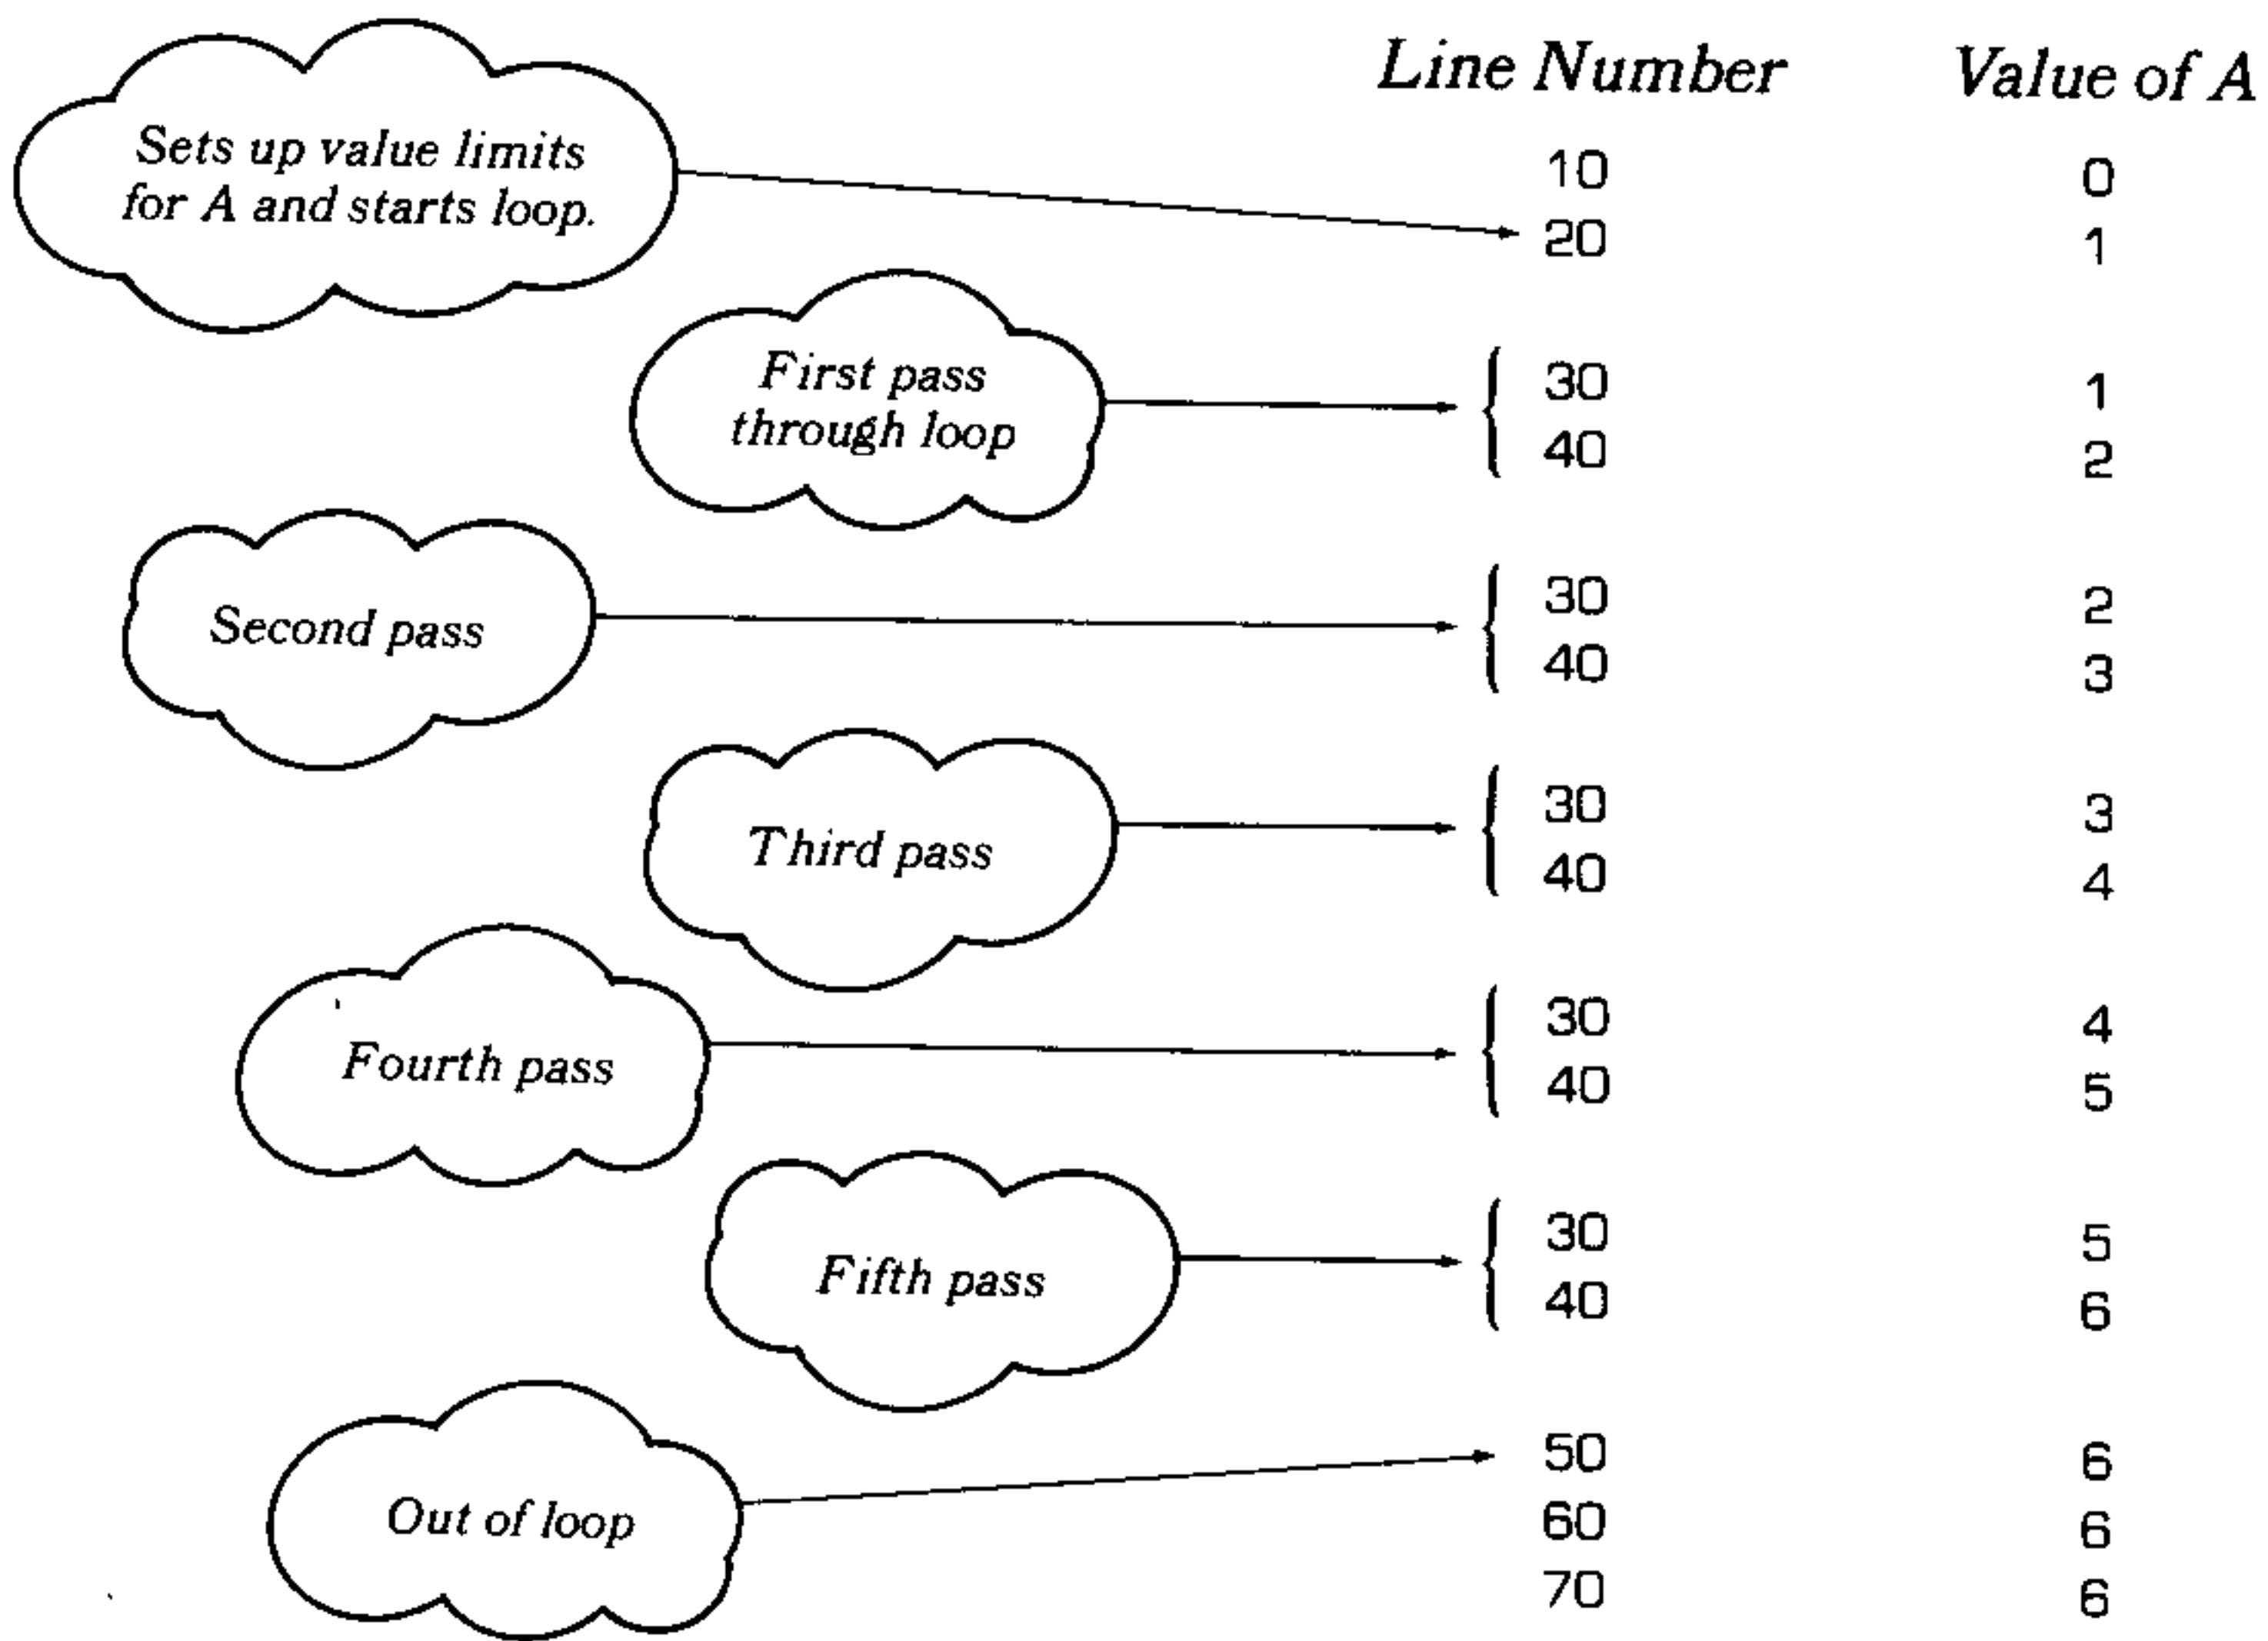 Line Number Value of A
Sets up value limits
for A and starts loop.
10 0
20 1
First pass
through loop
30 1
40 2
Second pass
30 2
40 3
Third pass
30 3
40 4
Fourth pass
30 4
40 5
Fifth pass
30 5
40 6
Out of loop
50 6
60 6
70 6